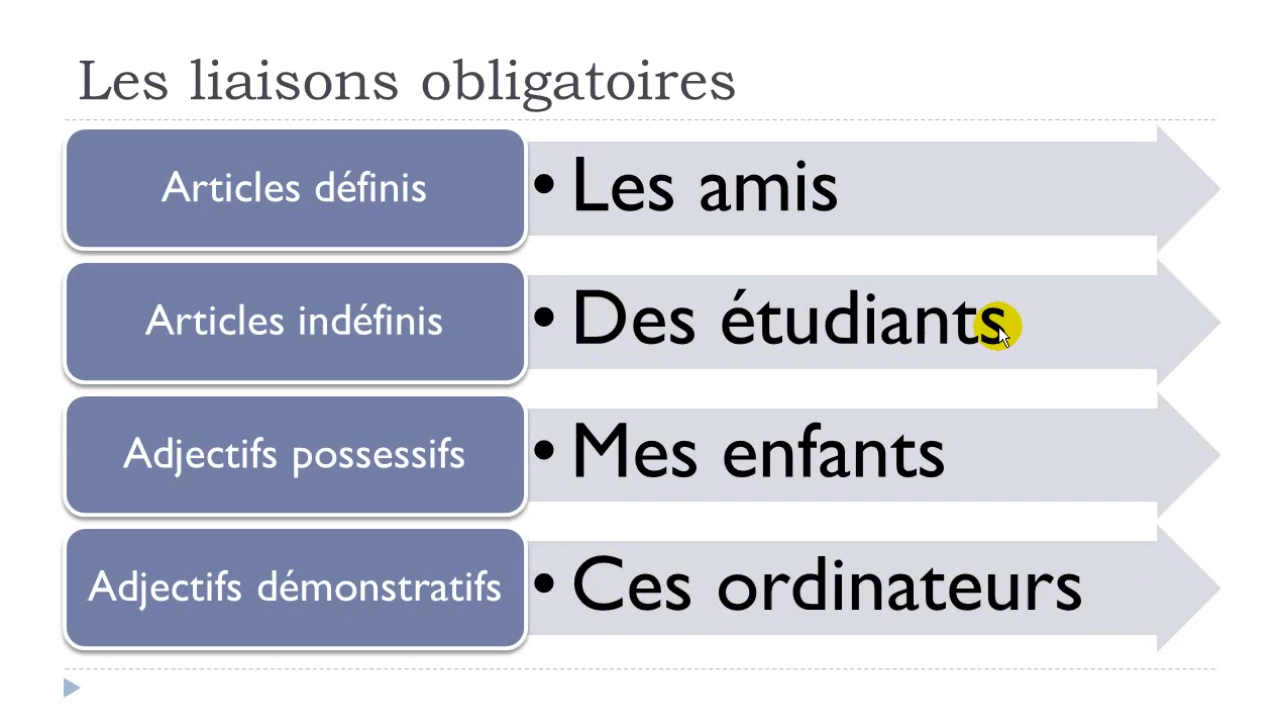 Les liaisons obligatoires
Articles définis
• Les amis
Articles indéfinis
• Des étudiants
Adjectifs possessifs
• Mes enfants
Adjectifs démonstratifs
• Ces ordinateurs